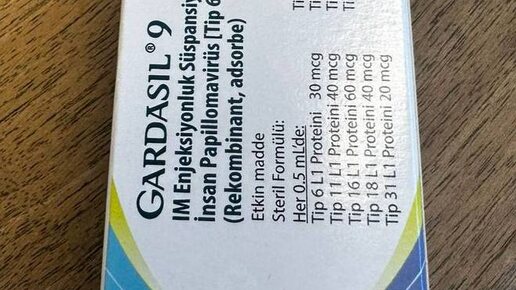 GARDASIL® 9
IM Enjeksiyonluk Süspansiy
İnsan Papillomavirüs [Tip 6
(Rekombinant, adsorbe)
Etkin madde
Steril Formülü:
Her 0.5 mL'de:
Tip 6 L1 Proteini 30 mcg
Tip 11 L1 Proteini 40 mcg
Tip 16 L1 Proteini 60 mcg
Tip 18 L1 Proteini 40 mcg
Tip 31 L1 Proteini 20 mcg